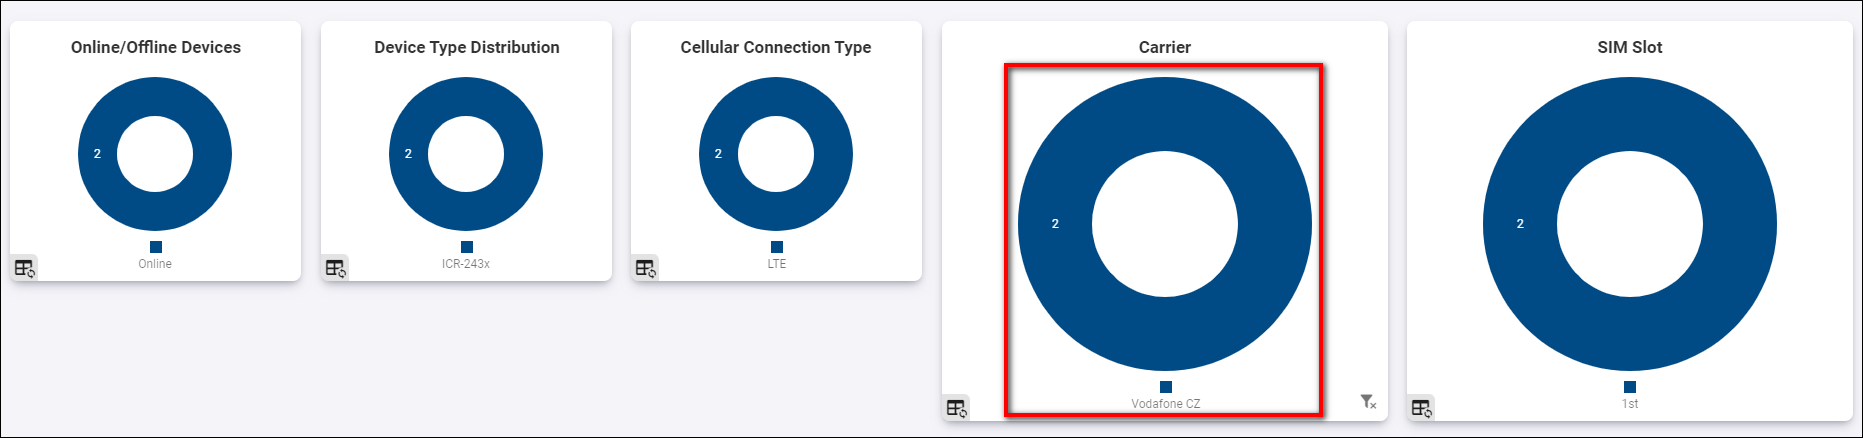 Online/Offline Devices
2
Online
Device Type Distribution
2
ICR-243x
Cellular Connection Type
2
LTE
Carrier
2
Vodafone CZ
SIM Slot
2
1st